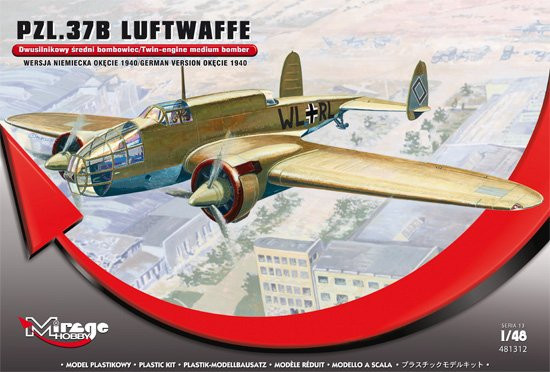 PZL.37B LUFTWAFFE
Dwusilnikowy średni bombowiec/Twin-engine medium bomber
WERSJA NIEMIECKA OKĘCIE 1940/GERMAN VERSION OKĘCIE 1940
WL RL
Mirage
HOBBY
SERIA 13
1/48
481312
• MODEL PLASTIKOWY • PLASTIC KIT • PLASTIK-MODELLBAUSATZ • MODÈLE RÉDUIT • MODELLO A SCALA • プラスチックモデルキット •